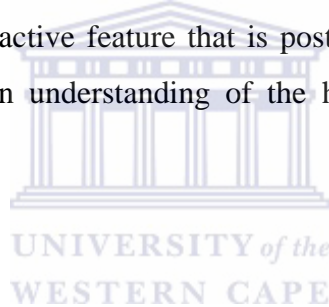 active feature that is post
n understanding of the h
UNIVERSITY of the
WESTERN CAPE